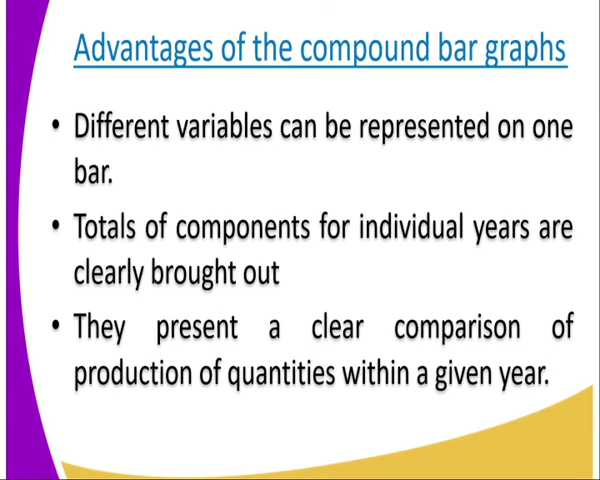 Advantages of the compound bar graphs
• Different variables can be represented on one
bar.
• Totals of components for individual years are
clearly brought out
• They present a clear comparison of
production of quantities within a given year.